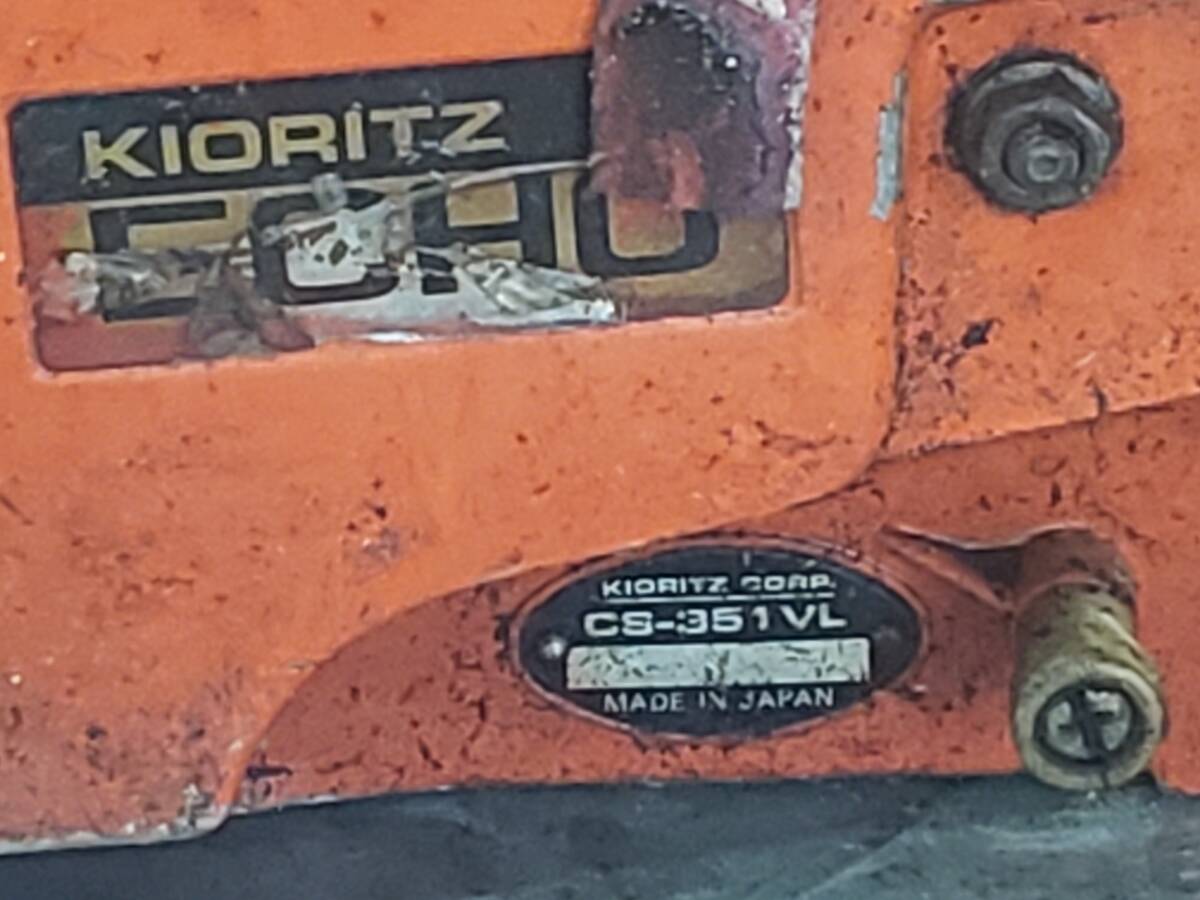 KIORITZ
ECHO
KIORITZ CORP.
CS-351VL
MADE IN JAPAN